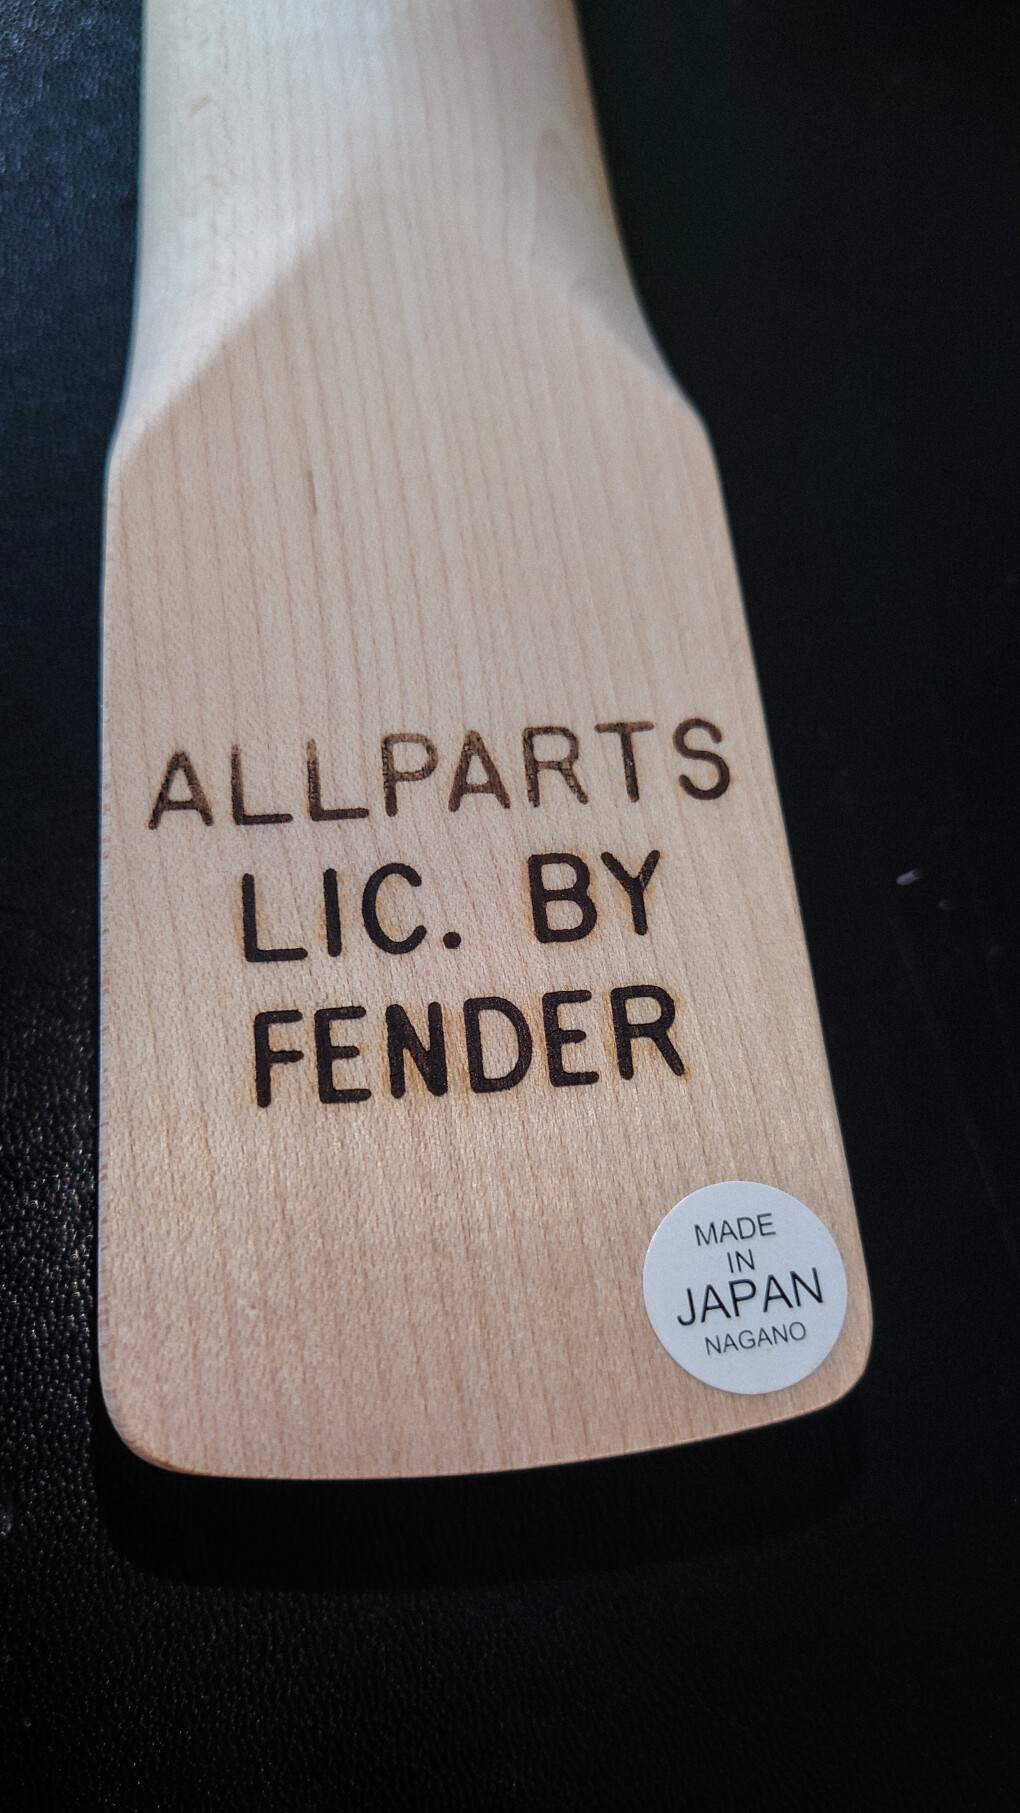 ALLPARTS
LIC. BY
FENDER
MADE
IN
JAPAN
NAGANO